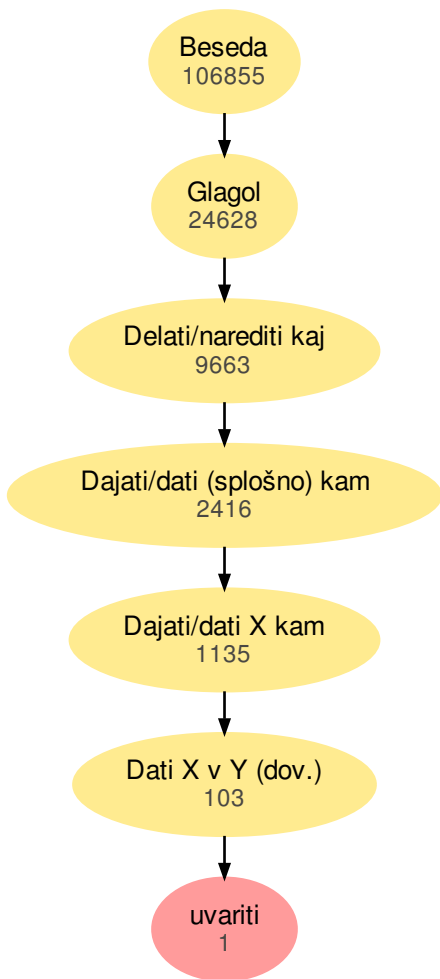 Beseda
106855
Glagol
24628
Delati/narediti kaj
9663
Dajati/dati (splošno) kam
2416
Dajati/dati X kam
1135
Dati X v Y (dov.)
103
uvariti
1